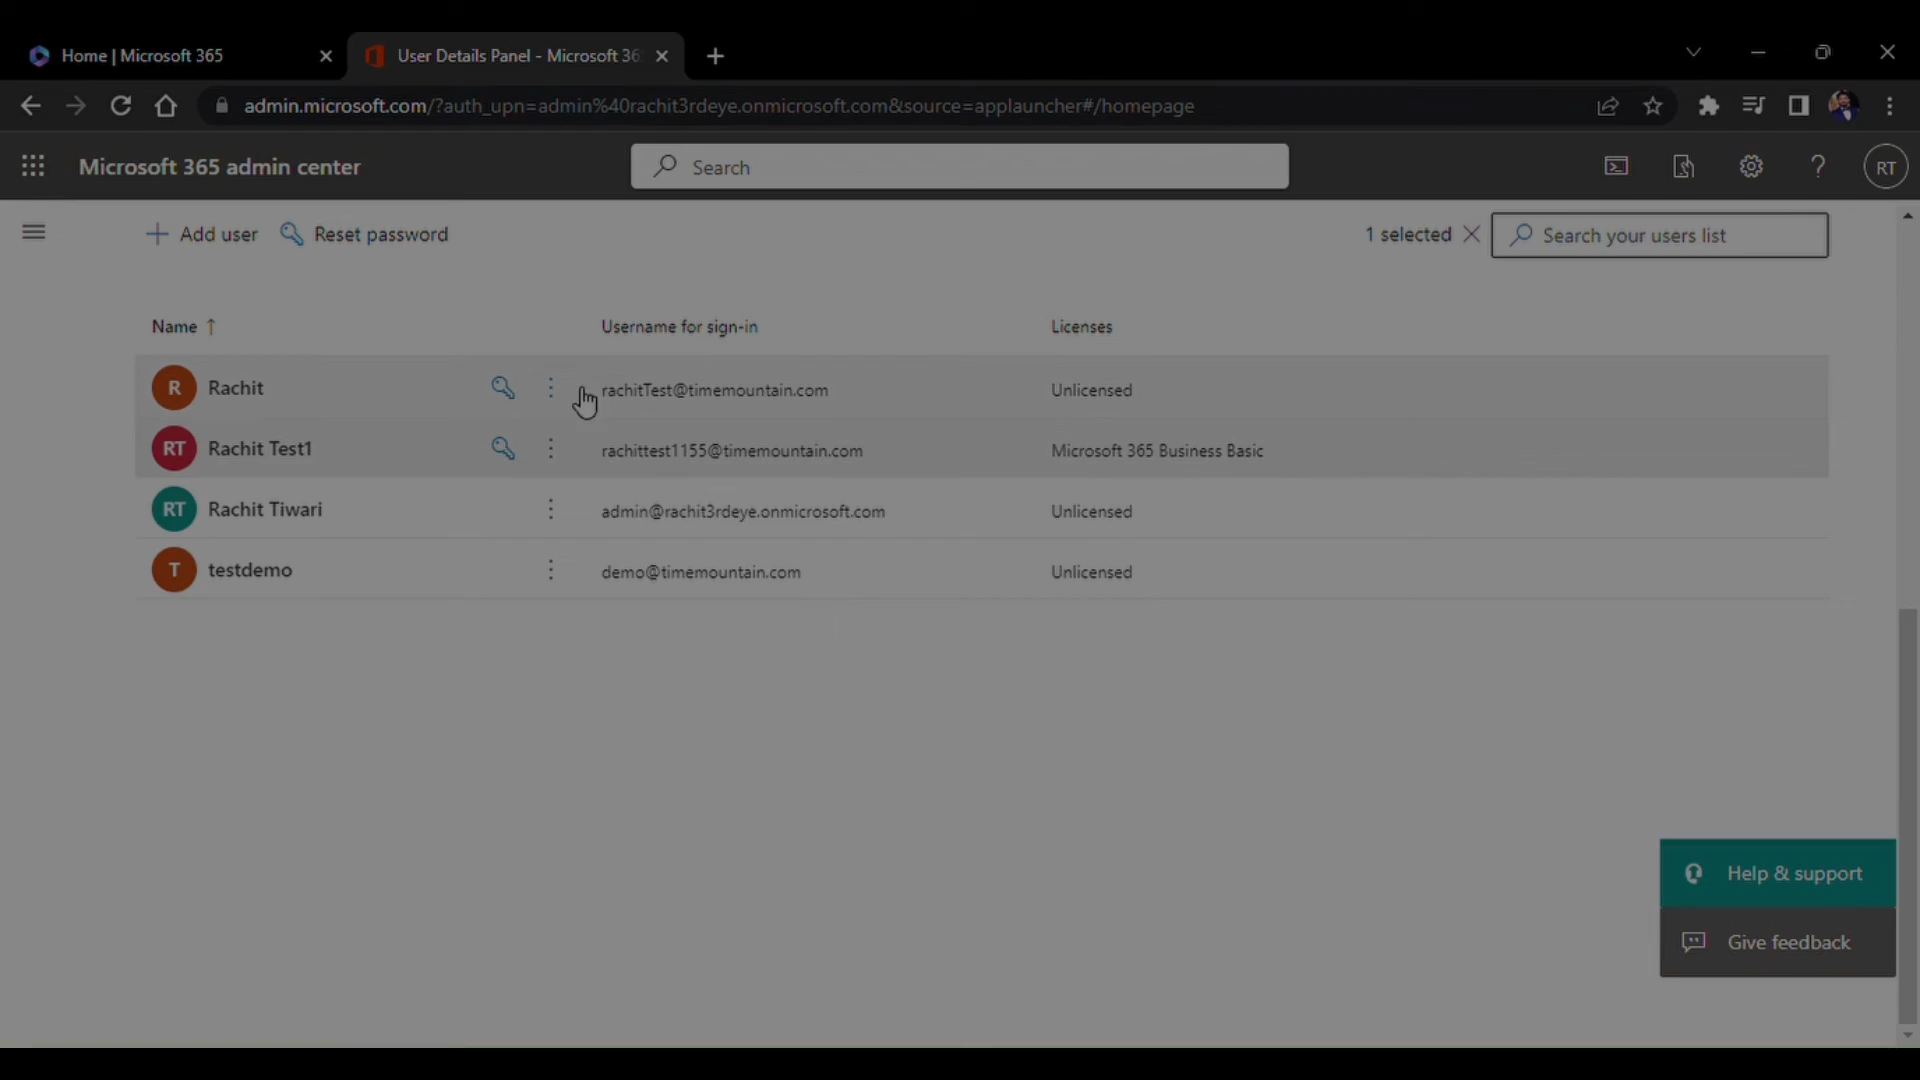 Home | Microsoft 365
User Details Panel - Microsoft 36
admin.microsoft.com/?auth_upn=admin%40rachit3rdeye.onmicrosoft.com&source=applauncher#/homepage
Microsoft 365 admin center
Search
RT
Add user
Reset password
1 selected
Search your users list
Name ↑
Username for sign-in
Licenses
R Rachit rachitTest@timemountain.com Unlicensed
RT Rachit Test1 rachittest1155@timemountain.com Microsoft 365 Business Basic
RT Rachit Tiwari admin@rachit3rdeye.onmicrosoft.com Unlicensed
T testdemo demo@timemountain.com Unlicensed
Help & support
Give feedback